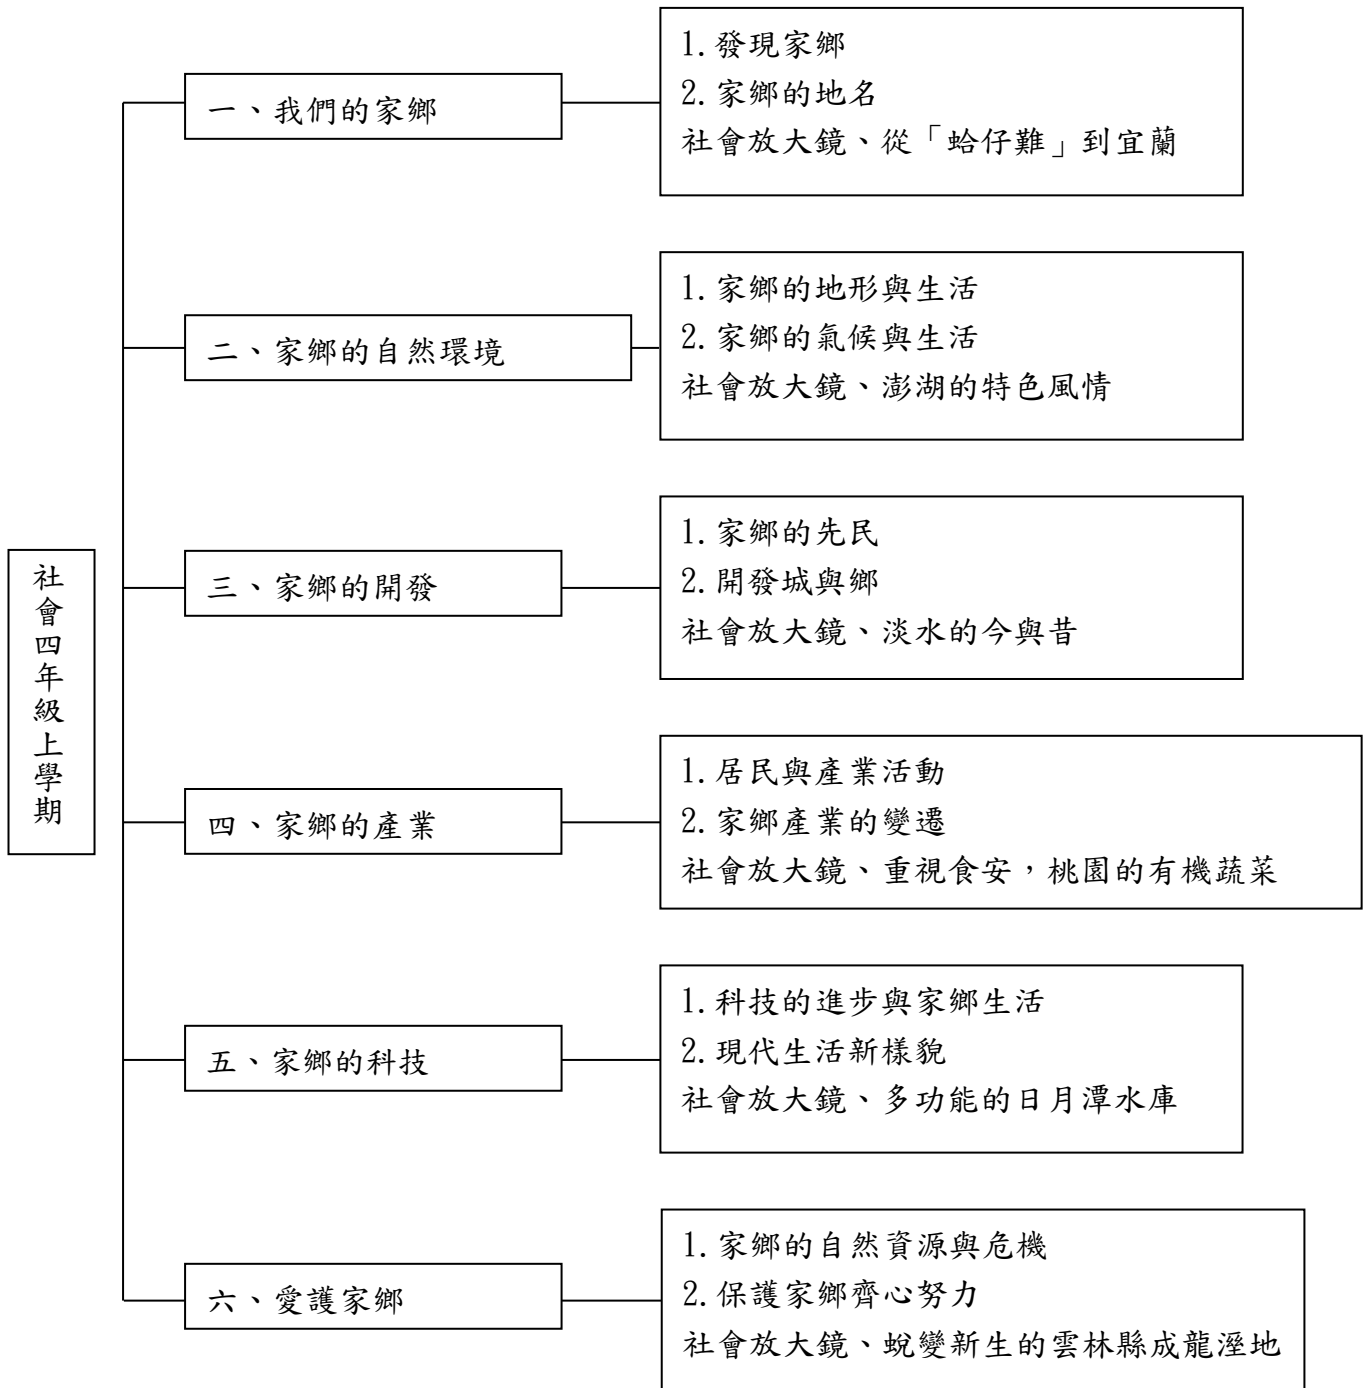 社會四年級上學期
一、我們的家鄉
1.發現家鄉
2.家鄉的地名
社會放大鏡、從「蛤仔難」到宜蘭
二、家鄉的自然環境
1.家鄉的地形與生活
2.家鄉的氣候與生活
社會放大鏡、澎湖的特色風情
三、家鄉的開發
1.家鄉的先民
2.開發城與鄉
社會放大鏡、淡水的今與昔
四、家鄉的產業
1.居民與產業活動
2.家鄉產業的變遷
社會放大鏡、重視食安，桃園的有機蔬菜
五、家鄉的科技
1.科技的進步與家鄉生活
2.現代生活新樣貌
社會放大鏡、多功能的日月潭水庫
六、愛護家鄉
1.家鄉的自然資源與危機
2.保護家鄉齊心努力
社會放大鏡、蛻變新生的雲林縣成龍溼地